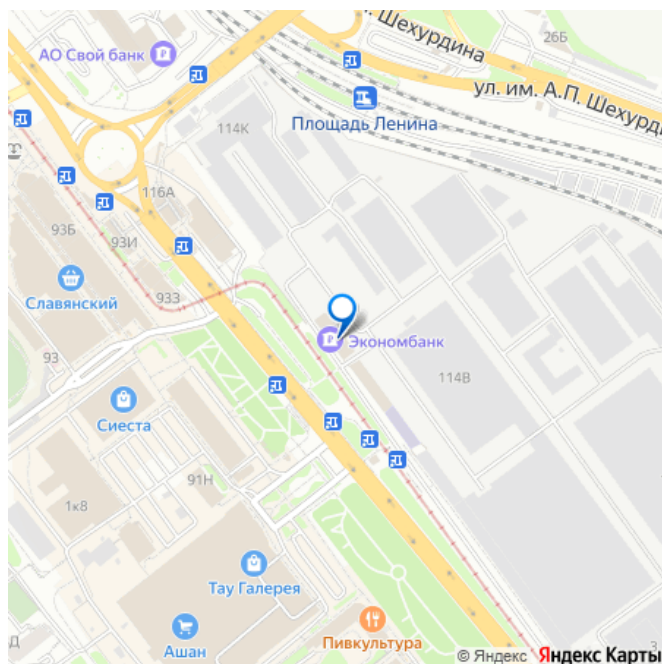 . Шехурдина
26Б
АО Свой банк
ул. им. А.П. Шехурди
Площадь Ленина
114К
116А
93Б
93И
Славянский
93З
Экономбанк
93
114В
Сиеста
91Н
1к8
Тау Галерея
Пивкультура
Ашан
© Яндекс Яндекс Карты